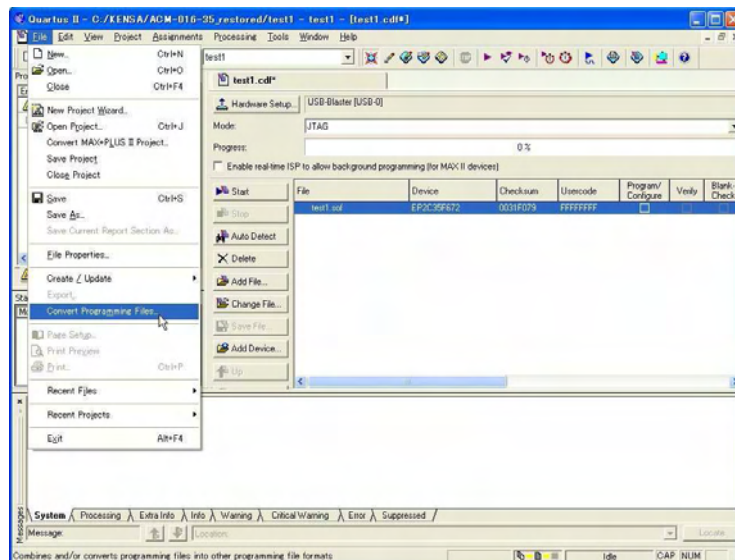 Quartus II - C:/KENSA/ACM-016-35_restored/test1 - test1 - [test1.cdf*]
File Edit View Project Assignments Processing Tools Window Help
New... Ctrl+N
Open... Ctrl+O
Close Ctrl+F4
New Project Wizard...
Open Project... Ctrl+J
Convert MAX+PLUS II Project...
Save Project
Close Project
Save Ctrl+S
Save As...
Save Current Report Section As...
File Properties...
Create / Update
Export...
Convert Programming Files...
Page Setup...
Print Preview
Print... Ctrl+P
Recent Files
Recent Projects
Exit Alt+F4
test1
test1.cdf*
Hardware Setup... USB-Blaster [USB-0]
Mode: JTAG
Progress: 0 %
Enable real-time ISP to allow background programming (for MAX II devices)
Start
Stop
Auto Detect
Delete
Add File...
Change File...
Save File...
Add Device...
Up
File Device Checksum Usercode Program/ Configure Verify Blank- Check
test1.sof EP2C35F672 0031F079 FFFFFFFF
System Processing Extra Info Info Warning Critical Warning Error Suppressed
Messages
Message: Location: Locate
Combines and/or converts programming files into other programming file formats Idle CAP NUM